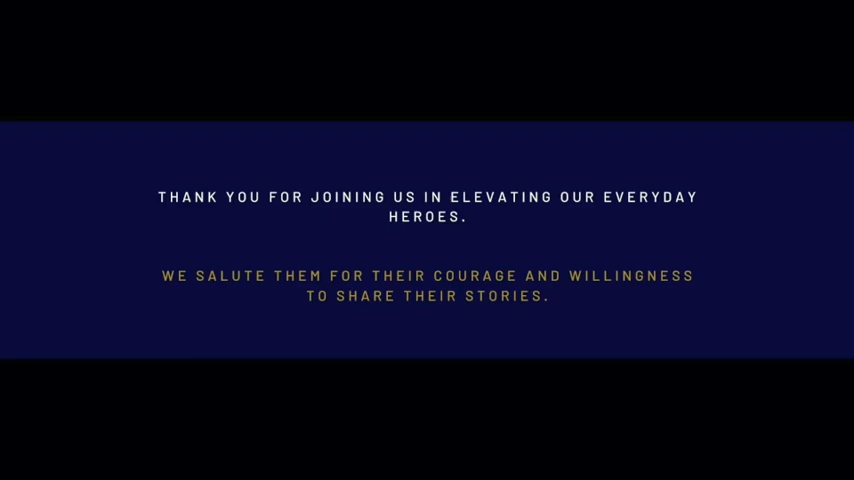 THANK YOU FOR JOINING US IN ELEVATING OUR EVERYDAY
HEROES.
WE SALUTE THEM FOR THEIR COURAGE AND WILLINGNESS
TO SHARE THEIR STORIES.